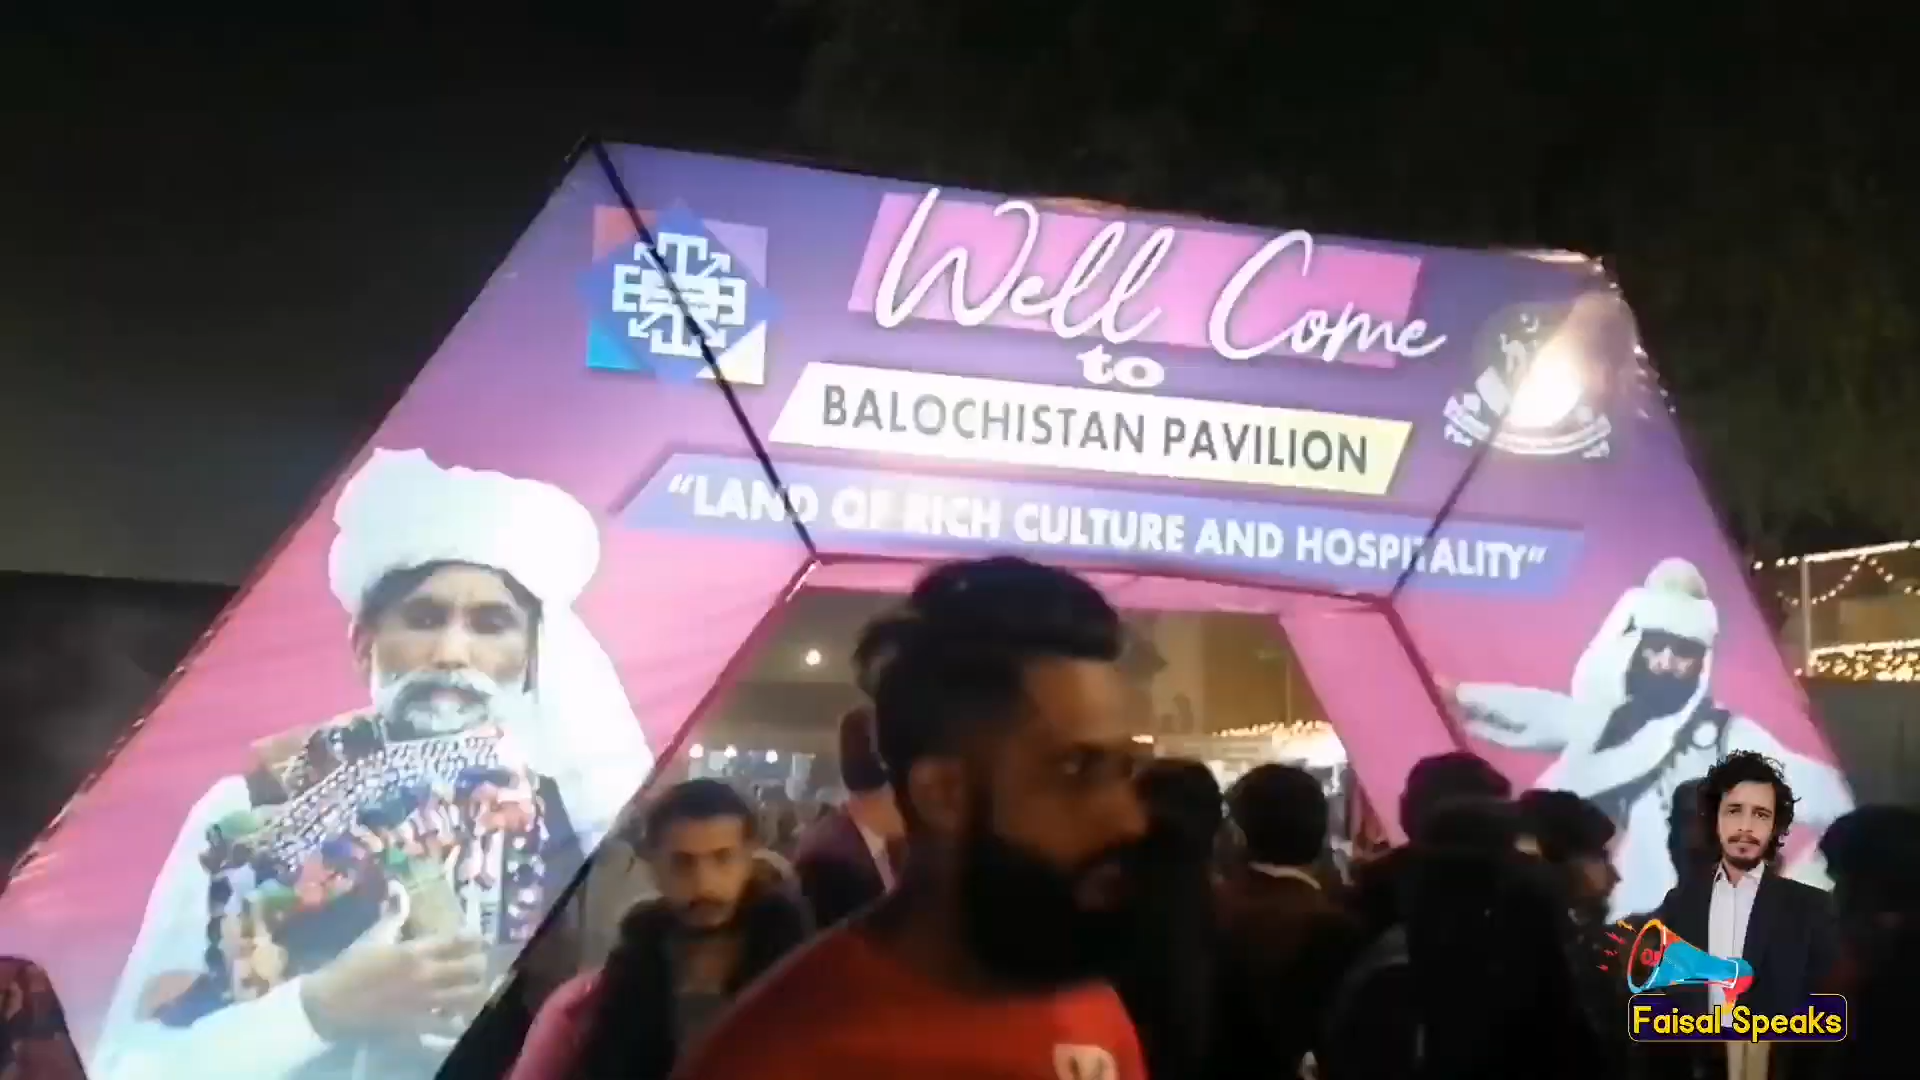 Well Come
to
BALOCHISTAN PAVILION
“LAND OF RICH CULTURE AND HOSPITALITY”
Faisal Speaks